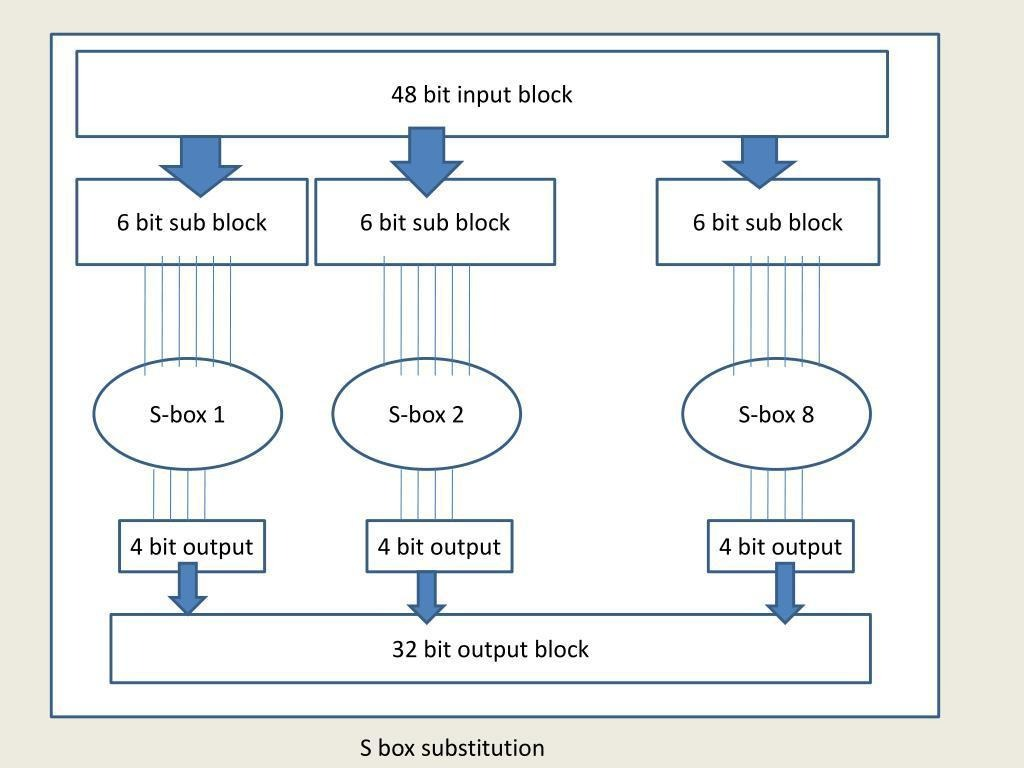 48 bit input block
6 bit sub block
6 bit sub block
6 bit sub block
S-box 1
S-box 2
S-box 8
4 bit output
4 bit output
4 bit output
32 bit output block
S box substitution